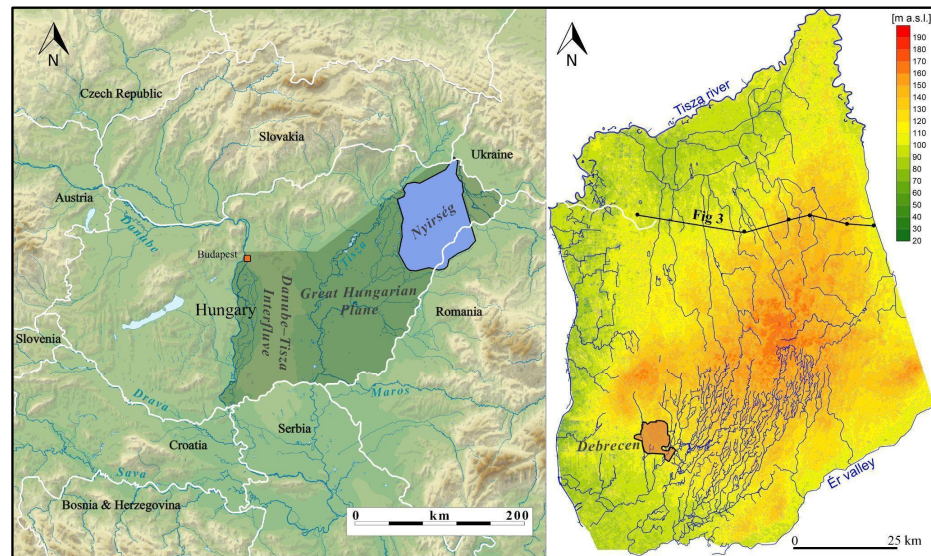 N
Czech Republic
Slovakia
Ukraine
Austria
Danube
Nyírség
Budapest
Tisza
Hungary
Danube-Tisza
Interfluve
Great Hungarian
Plane
Romania
Slovenia
Maros
Drava
Serbia
Croatia
Sava
Bosnia & Herzegovina
0 km 200
N
[m a.s.l.]
190
180
170
160
150
140
130
120
110
100
90
80
70
60
50
40
30
20
Tisza river
Fig 3
Debrecen
Ér valley
0 25 km